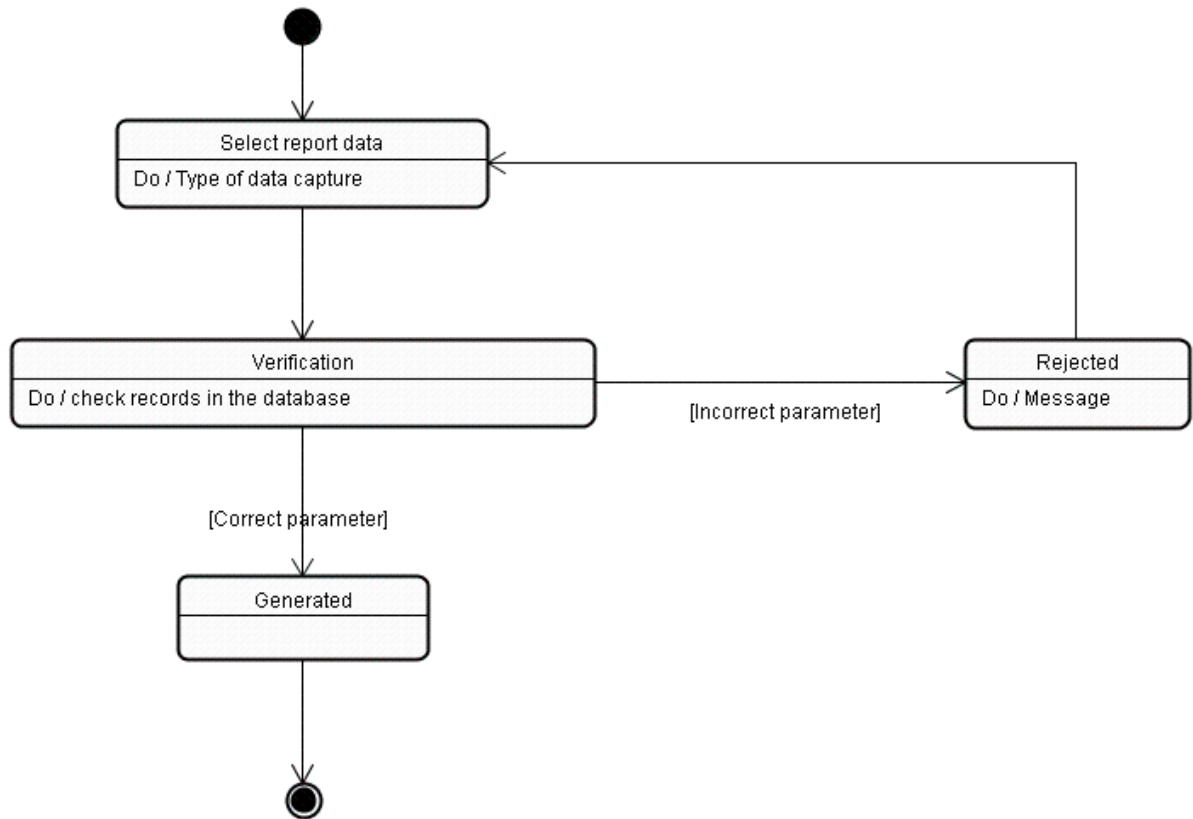 Select report data
Do / Type of data capture
Verification
Do / check records in the database
[Incorrect parameter]
Rejected
Do / Message
[Correct parameter]
Generated